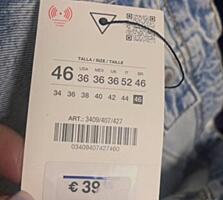 TALLA / SIZE / TAILLE
USA MEX UK IT BR
46 36 36 36 52 46
34 36 38 40 42 44 46
ART.: 3409/407/427
03409407427460
€ 39